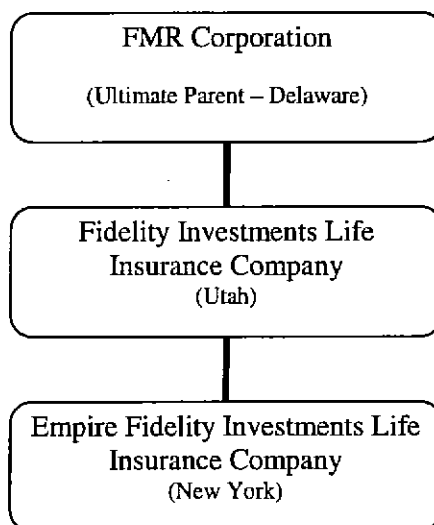 FMR Corporation
(Ultimate Parent – Delaware)
Fidelity Investments Life
Insurance Company
(Utah)
Empire Fidelity Investments Life
Insurance Company
(New York)